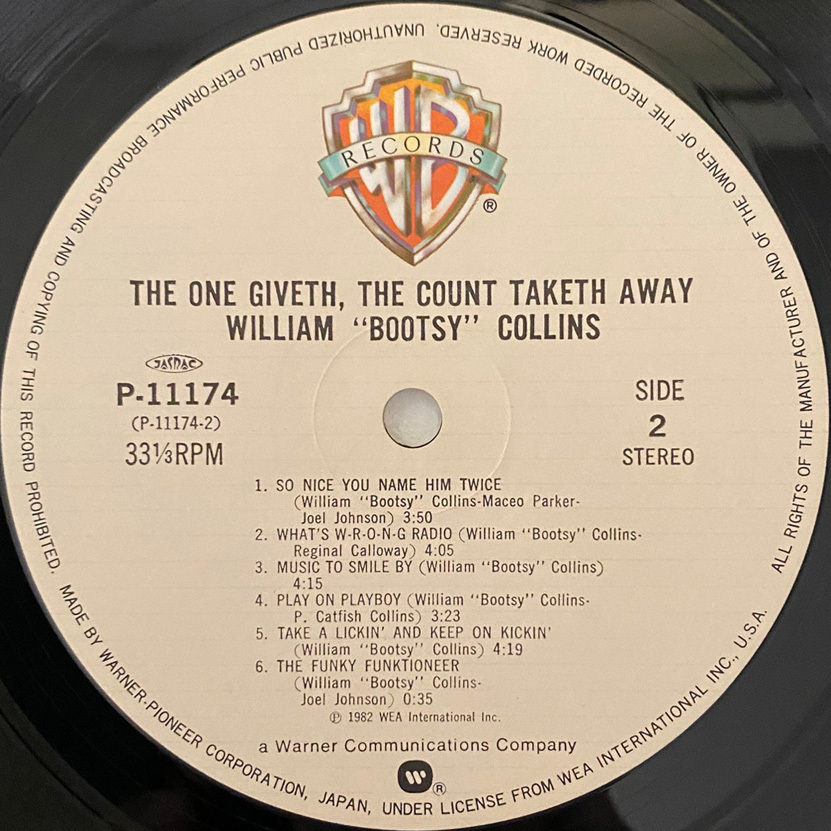 WB
RECORDS
®
THE ONE GIVETH, THE COUNT TAKETH AWAY
WILLIAM “BOOTSY” COLLINS
JASRAC
P-11174
(P-11174-2)
33⅓RPM
SIDE
2
STEREO
1. SO NICE YOU NAME HIM TWICE
(William “Bootsy” Collins-Maceo Parker-
Joel Johnson) 3:50
2. WHAT'S W-R-O-N-G RADIO (William “Bootsy” Collins-
Reginal Calloway) 4:05
3. MUSIC TO SMILE BY (William “Bootsy” Collins)
4:15
4. PLAY ON PLAYBOY (William “Bootsy” Collins-
P. Catfish Collins) 3:23
5. TAKE A LICKIN' AND KEEP ON KICKIN'
(William “Bootsy” Collins) 4:19
6. THE FUNKY FUNKTIONEER
(William “Bootsy” Collins-
Joel Johnson) 0:35
℗ 1982 WEA International Inc.
a Warner Communications Company
W®
ALL RIGHTS OF THE MANUFACTURER AND OF THE OWNER OF THE RECORDED WORK RESERVED. UNAUTHORIZED PUBLIC PERFORMANCE BROADCASTING AND COPYING OF THIS RECORD PROHIBITED.
MADE BY WARNER-PIONEER CORPORATION, JAPAN, UNDER LICENSE FROM WEA INTERNATIONAL INC., U.S.A.